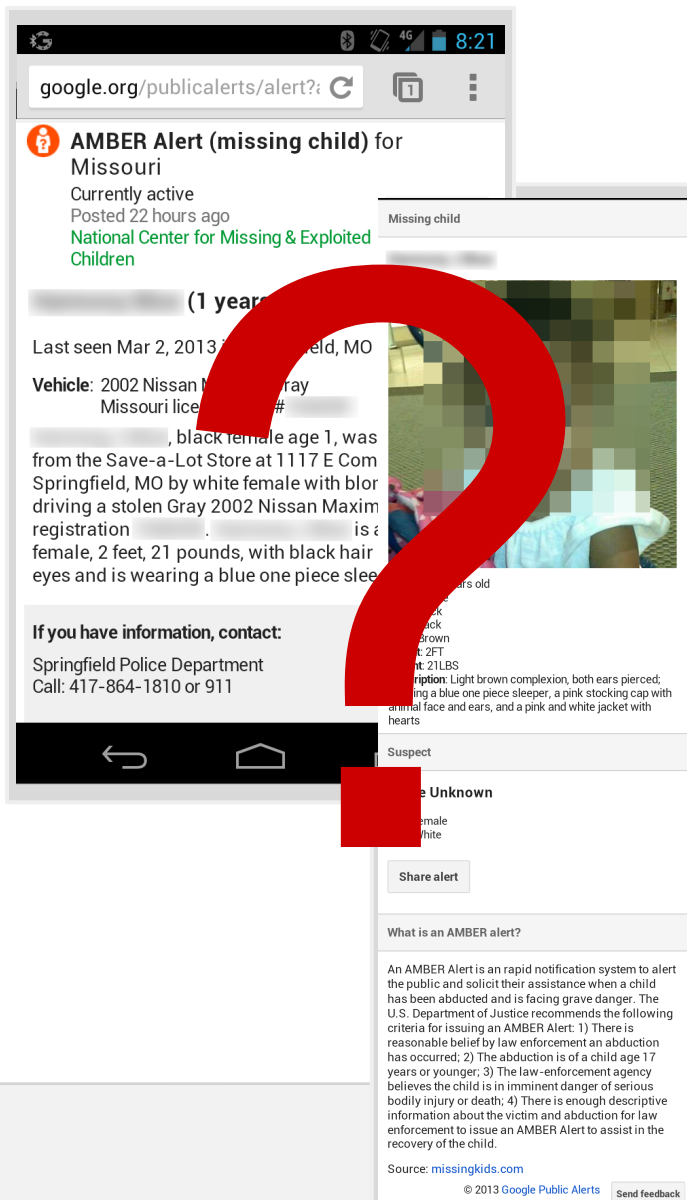 4G 8:21
google.org/publicalerts/alert?a
1
AMBER Alert (missing child) for
Missouri
Currently active
Posted 22 hours ago
National Center for Missing & Exploited
Children
(1 years
Last seen Mar 2, 2013 i eld, MO
Vehicle: 2002 Nissan M ray
Missouri lice #
, black female age 1, was
from the Save-a-Lot Store at 1117 E Com
Springfield, MO by white female with blon
driving a stolen Gray 2002 Nissan Maxim
registration . is a
female, 2 feet, 21 pounds, with black hair
eyes and is wearing a blue one piece slee
If you have information, contact:
Springfield Police Department
Call: 417-864-1810 or 911
Missing child
ars old
ck
ack
Brown
t: 2FT
nt: 21LBS
ription: Light brown complexion, both ears pierced;
ing a blue one piece sleeper, a pink stocking cap with
animal face and ears, and a pink and white jacket with
hearts
Suspect
e Unknown
emale
hite
Share alert
What is an AMBER alert?
An AMBER Alert is an rapid notification system to alert
the public and solicit their assistance when a child
has been abducted and is facing grave danger. The
U.S. Department of Justice recommends the following
criteria for issuing an AMBER Alert: 1) There is
reasonable belief by law enforcement an abduction
has occurred; 2) The abduction is of a child age 17
years or younger; 3) The law-enforcement agency
believes the child is in imminent danger of serious
bodily injury or death; 4) There is enough descriptive
information about the victim and abduction for law
enforcement to issue an AMBER Alert to assist in the
recovery of the child.
Source: missingkids.com
© 2013 Google Public Alerts
Send feedback
?